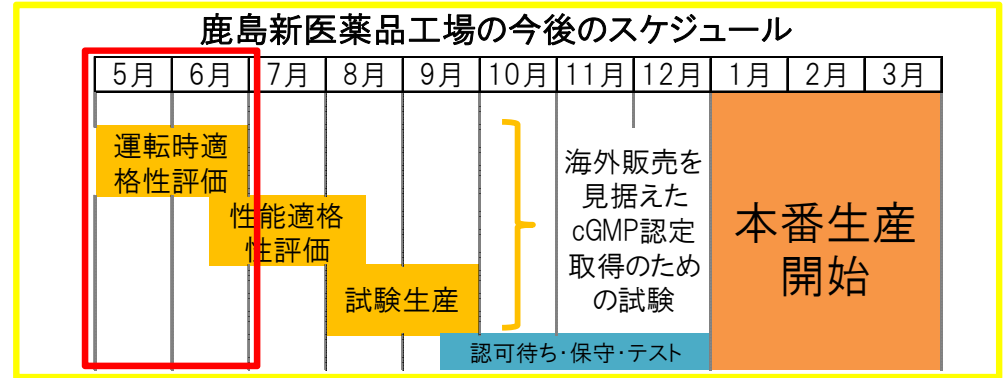 鹿島新医薬品工場の今後のスケジュール
5月 6月 7月 8月 9月 10月 11月 12月 1月 2月 3月
運転時適
格性評価
性能適格
性評価
試験生産
海外販売を
見据えた
cGMP認定
取得のため
の試験
本番生産
開始
認可待ち・保守・テスト